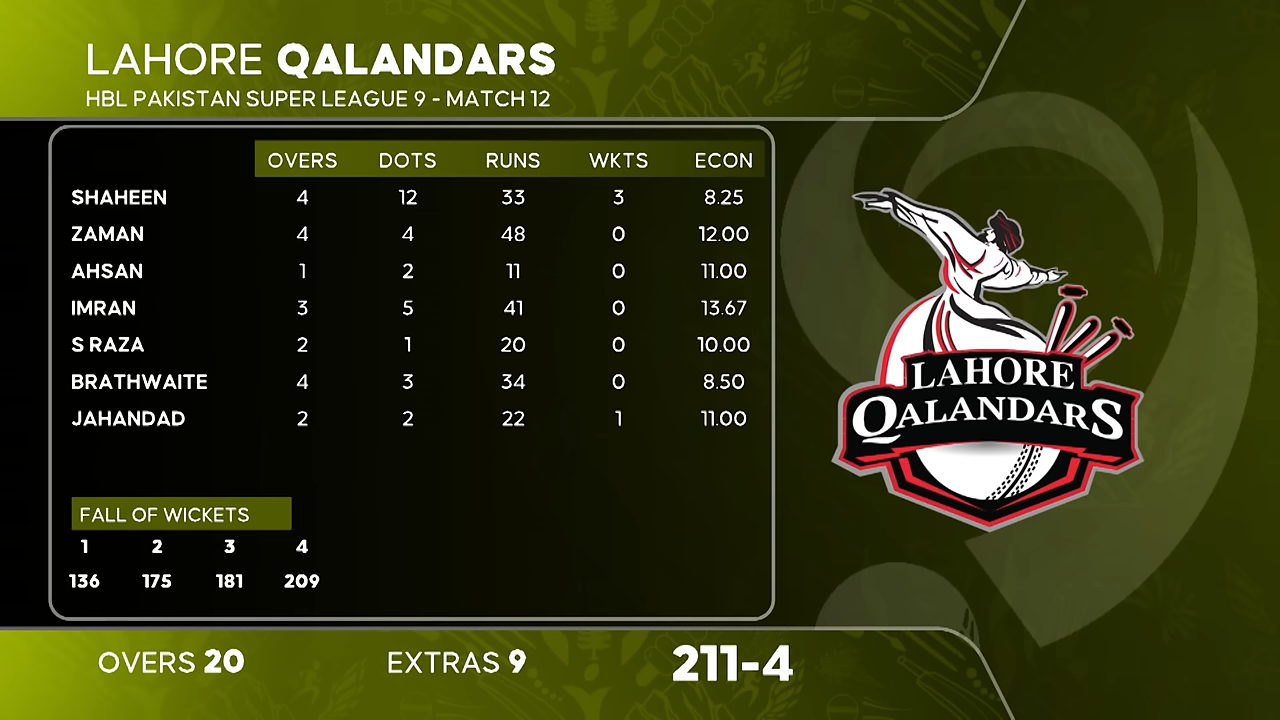 LAHORE QALANDARS
HBL PAKISTAN SUPER LEAGUE 9 - MATCH 12
OVERS DOTS RUNS WKTS ECON
SHAHEEN 4 12 33 3 8.25
ZAMAN 4 4 48 0 12.00
AHSAN 1 2 11 0 11.00
IMRAN 3 5 41 0 13.67
S RAZA 2 1 20 0 10.00
BRATHWAITE 4 3 34 0 8.50
JAHANDAD 2 2 22 1 11.00
FALL OF WICKETS
1 2 3 4
136 175 181 209
OVERS 20 EXTRAS 9 211-4
LAHORE
QALANDARS